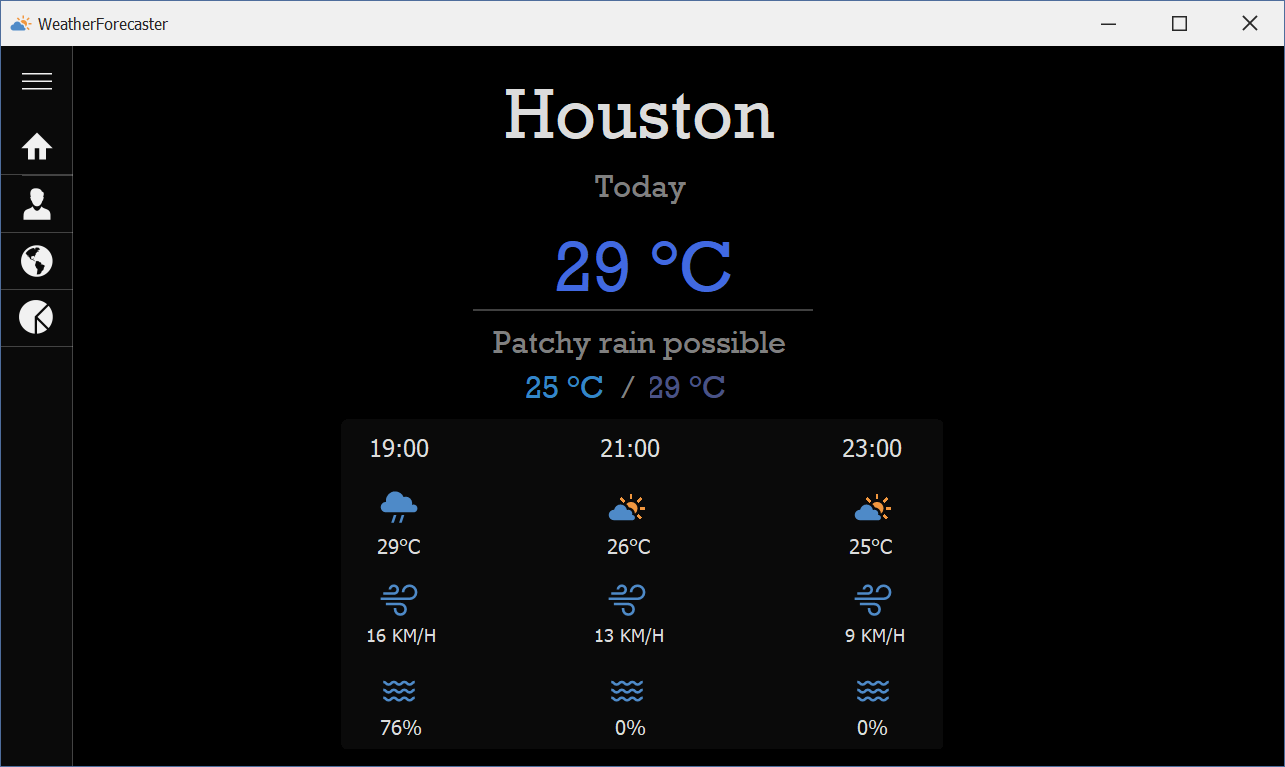 WeatherForecaster
Houston
Today
29 °C
Patchy rain possible
25 °C / 29 °C
19:00 21:00 23:00
29°C 26°C 25°C
16 KM/H 13 KM/H 9 KM/H
76% 0% 0%